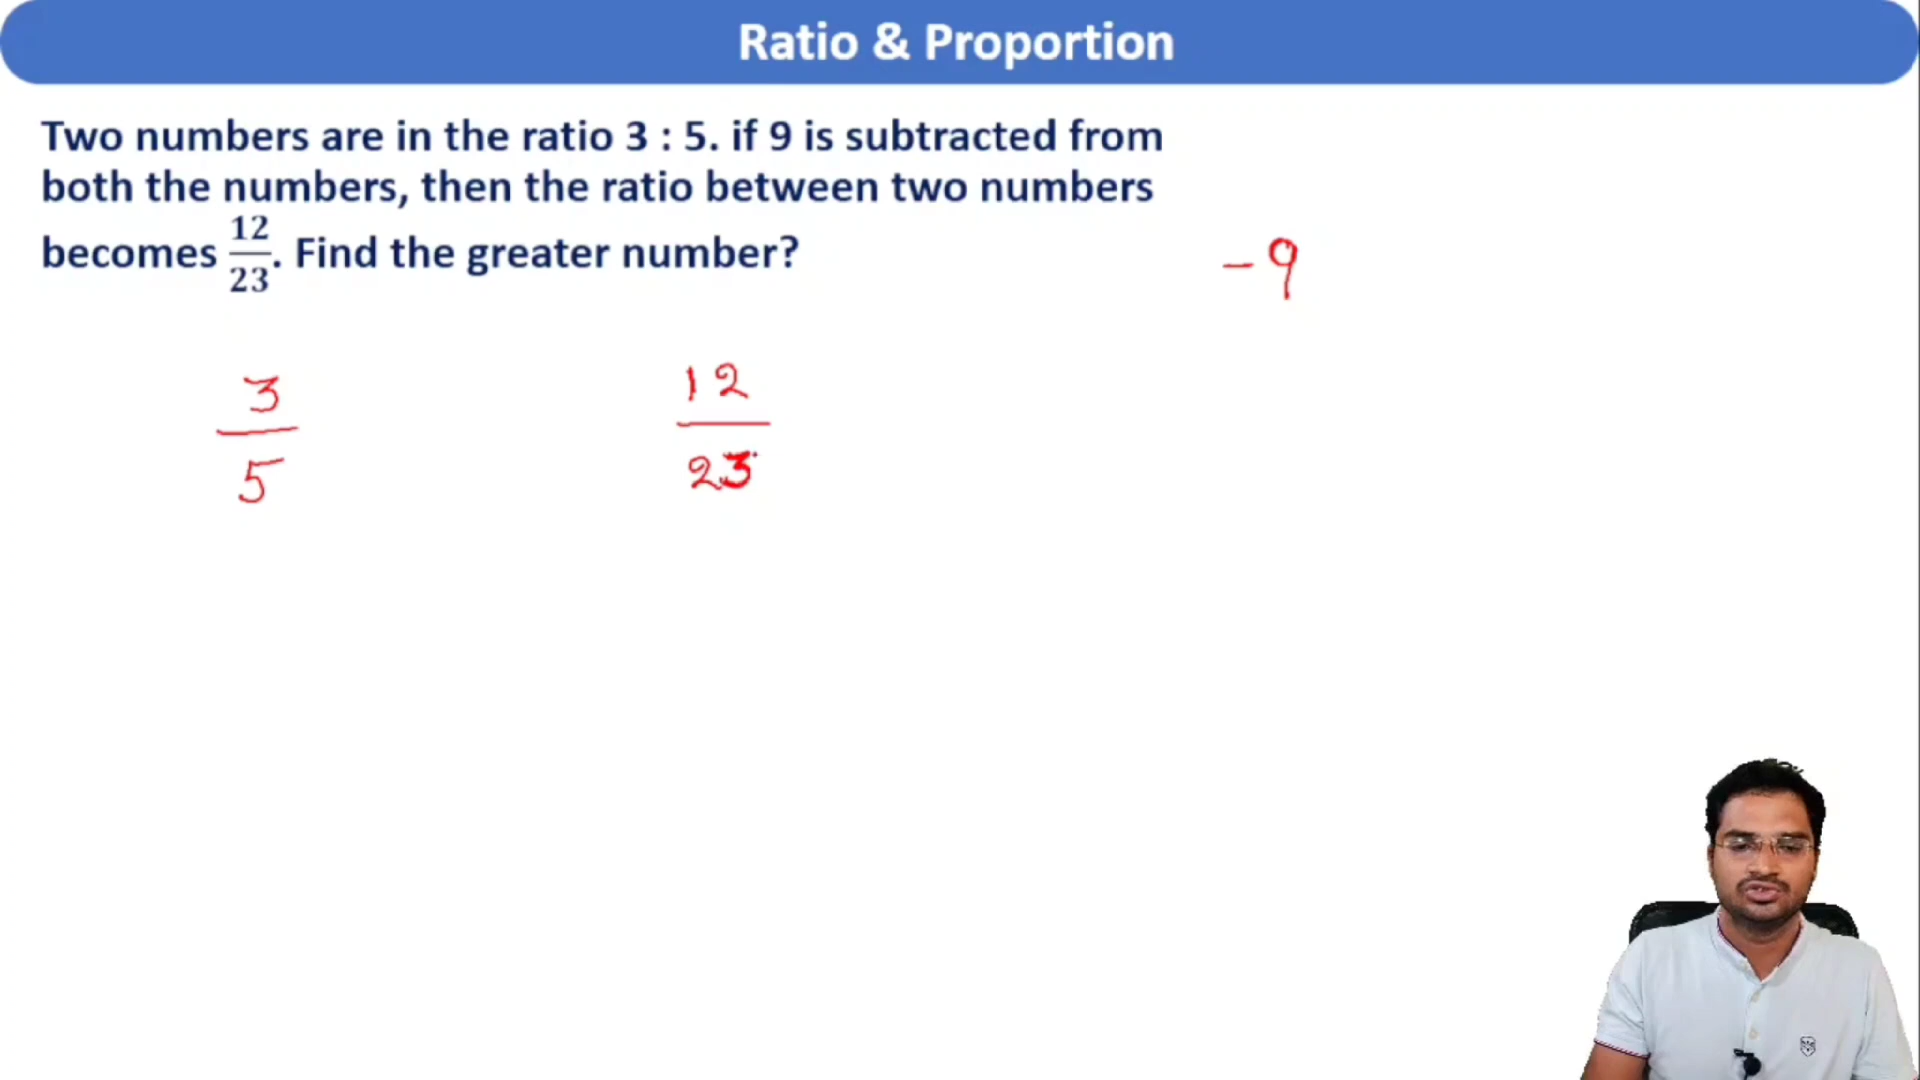 Ratio & Proportion
Two numbers are in the ratio 3 : 5. if 9 is subtracted from
both the numbers, then the ratio between two numbers
becomes 12/23. Find the greater number?
-9
3/5
12/23